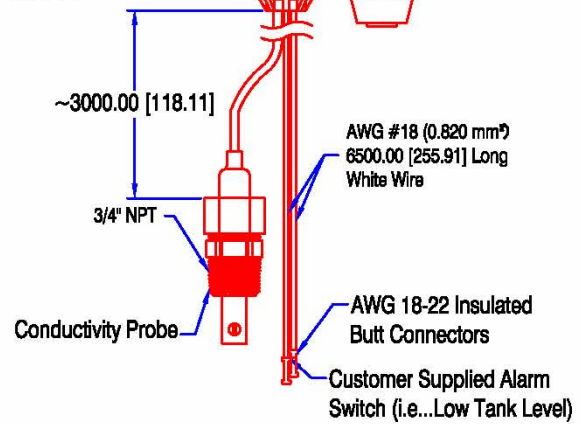 ~3000.00 [118.11]
AWG #18 (0.820 mm²)
6500.00 [255.91] Long
White Wire
3/4" NPT
Conductivity Probe
AWG 18-22 Insulated
Butt Connectors
Customer Supplied Alarm
Switch (i.e...Low Tank Level)